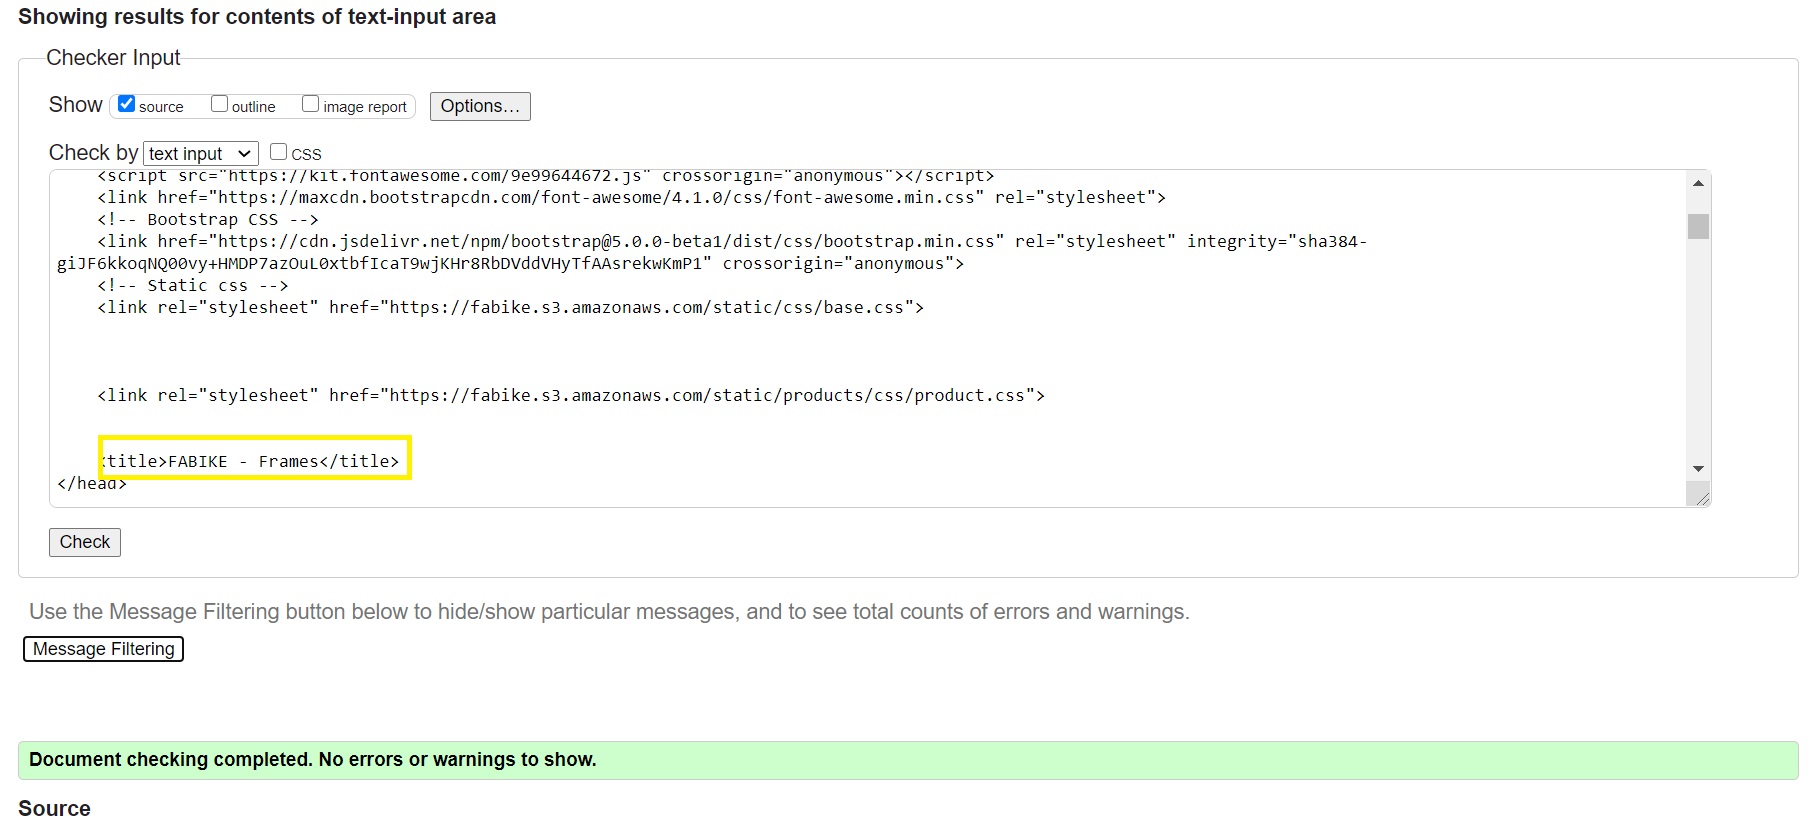 Showing results for contents of text-input area
Checker Input
Show source outline image report Options...
Check by text input CSS
<script src="https://kit.fontawesome.com/9e99644672.js" crossorigin="anonymous"></script>
<link href="https://maxcdn.bootstrapcdn.com/font-awesome/4.1.0/css/font-awesome.min.css" rel="stylesheet">
<!-- Bootstrap CSS -->
<link href="https://cdn.jsdelivr.net/npm/bootstrap@5.0.0-beta1/dist/css/bootstrap.min.css" rel="stylesheet" integrity="sha384-
giJF6kkoqNQ00vy+HMDP7azOuL0xtbfIcaT9wjKHr8RbDVddVHyTfAAsrekwKmP1" crossorigin="anonymous">
<!-- Static css -->
<link rel="stylesheet" href="https://fabike.s3.amazonaws.com/static/css/base.css">
<link rel="stylesheet" href="https://fabike.s3.amazonaws.com/static/products/css/product.css">
<title>FABIKE - Frames</title>
</head>
Check
Use the Message Filtering button below to hide/show particular messages, and to see total counts of errors and warnings.
Message Filtering
Document checking completed. No errors or warnings to show.
Source